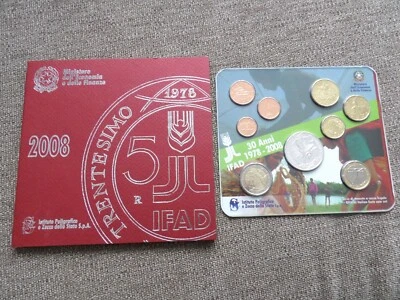 Ministero
dell'Economia
e delle Finanze
2008
TRENTESIMO
1978
5
R
IFAD
Istituto Poligrafico
e Zecca dello Stato S.p.A.
30 Anni
1978 - 2008
IFAD
Istituto Poligrafico
e Zecca dello Stato S.p.A.